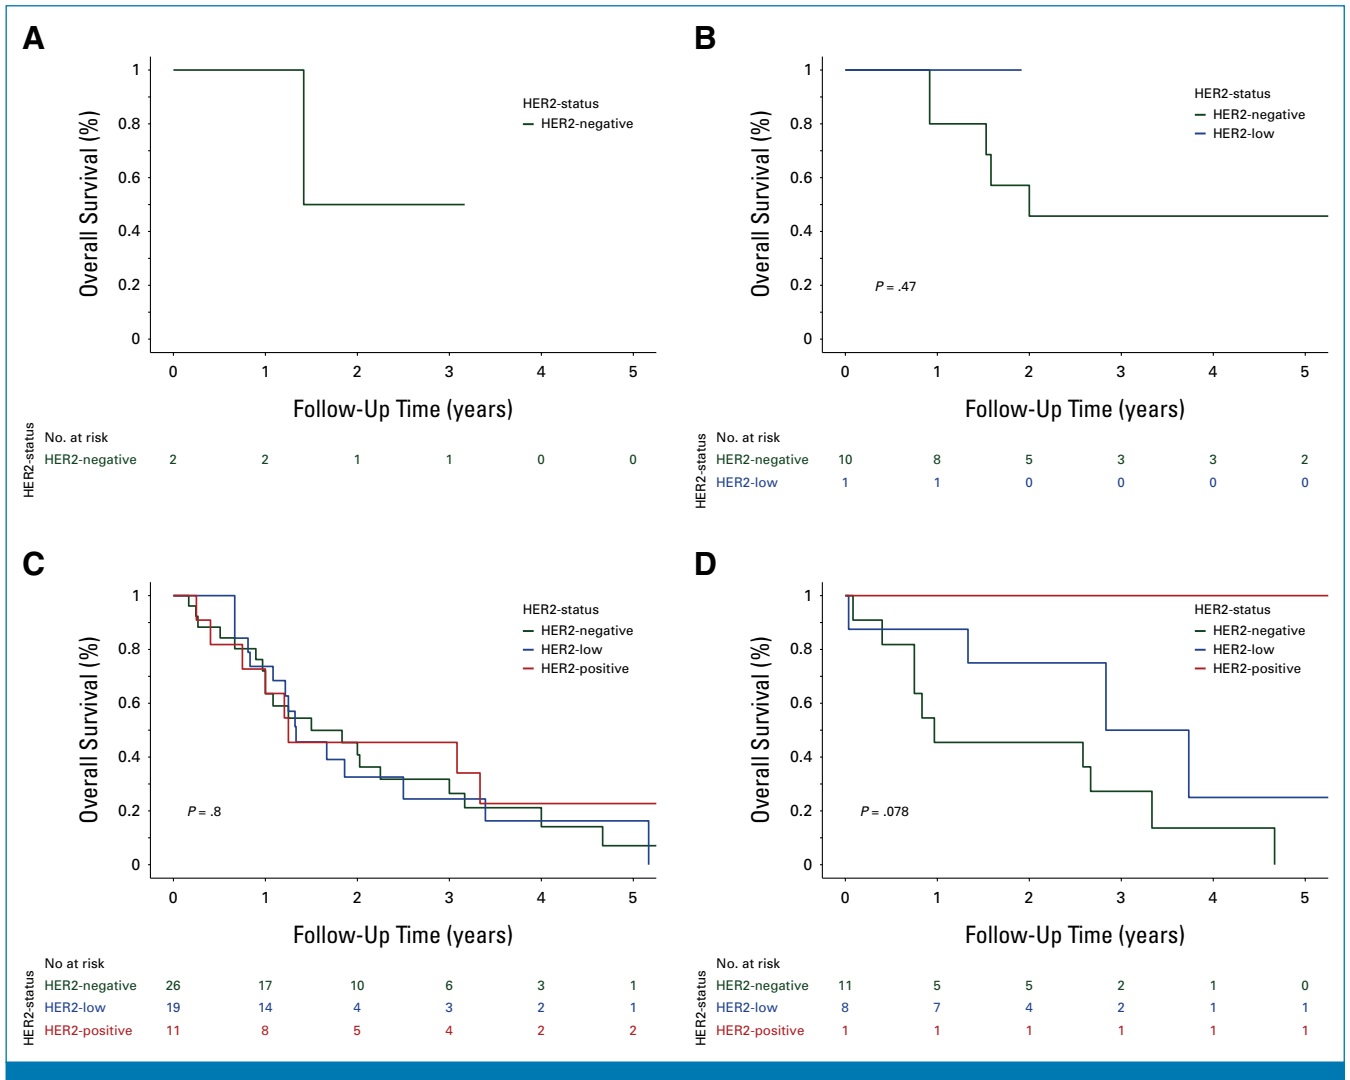 A
1
0.8
0.6
0.4
0.2
0
Overall Survival (%)
HER2-status
HER2-negative
0 1 2 3 4 5
Follow-Up Time (years)
HER2-status
No. at risk
HER2-negative 2 2 1 1 0 0
B
1
0.8
0.6
0.4
0.2
0
Overall Survival (%)
HER2-status
HER2-negative
HER2-low
P = .47
0 1 2 3 4 5
Follow-Up Time (years)
HER2-status
No. at risk
HER2-negative 10 8 5 3 3 2
HER2-low 1 1 0 0 0 0
C
1
0.8
0.6
0.4
0.2
0
Overall Survival (%)
HER2-status
HER2-negative
HER2-low
HER2-positive
P = .8
0 1 2 3 4 5
Follow-Up Time (years)
HER2-status
No at risk
HER2-negative 26 17 10 6 3 1
HER2-low 19 14 4 3 2 1
HER2-positive 11 8 5 4 2 2
D
1
0.8
0.6
0.4
0.2
0
Overall Survival (%)
HER2-status
HER2-negative
HER2-low
HER2-positive
P = .078
0 1 2 3 4 5
Follow-Up Time (years)
HER2-status
No. at risk
HER2-negative 11 5 5 2 1 0
HER2-low 8 7 4 2 1 1
HER2-positive 1 1 1 1 1 1